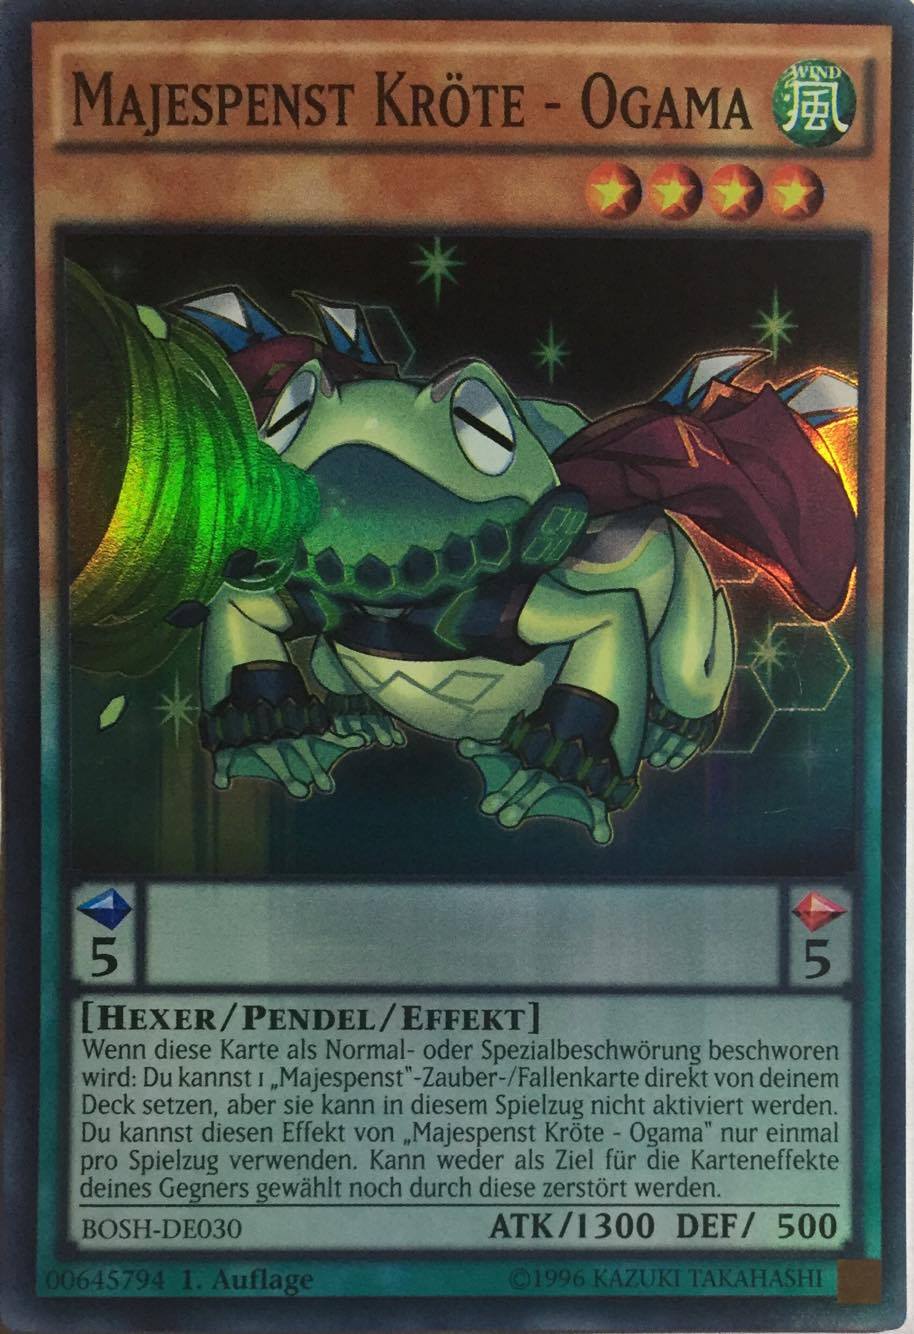 Majespenst Kröte - Ogama
WIND
風
5
5
[Hexer/Pendel/Effekt]
Wenn diese Karte als Normal- oder Spezialbeschwörung beschworen
wird: Du kannst 1 „Majespenst"-Zauber-/Fallenkarte direkt von deinem
Deck setzen, aber sie kann in diesem Spielzug nicht aktiviert werden.
Du kannst diesen Effekt von „Majespenst Kröte - Ogama" nur einmal
pro Spielzug verwenden. Kann weder als Ziel für die Karteneffekte
deines Gegners gewählt noch durch diese zerstört werden.
BOSH-DE030
ATK/1300 DEF/ 500
00645794 1. Auflage
©1996 KAZUKI TAKAHASHI